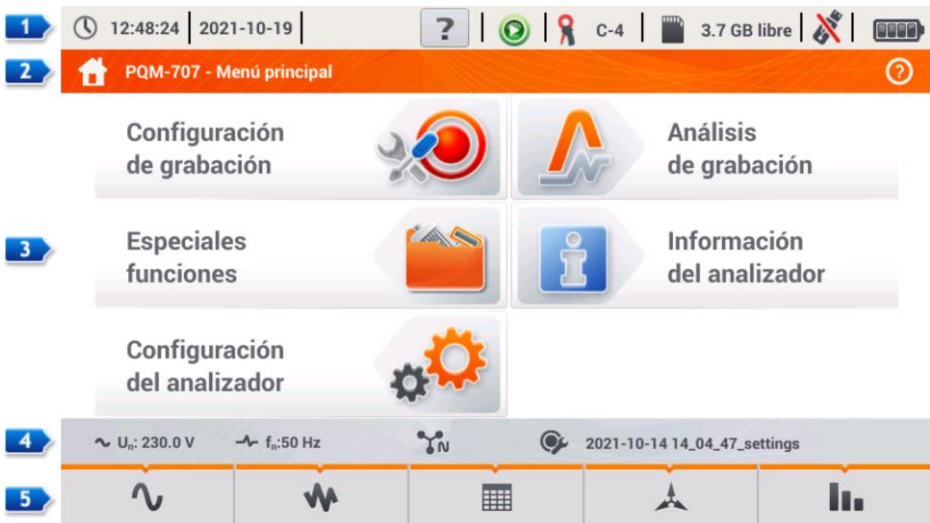 1
12:48:24 2021-10-19 ? C-4 3.7 GB libre
2
PQM-707 - Menú principal ?
Configuración
de grabación
Análisis
de grabación
3
Especiales
funciones
Información
del analizador
Configuración
del analizador
4
Uₙ: 230.0 V fₙ:50 Hz N 2021-10-14 14_04_47_settings
5